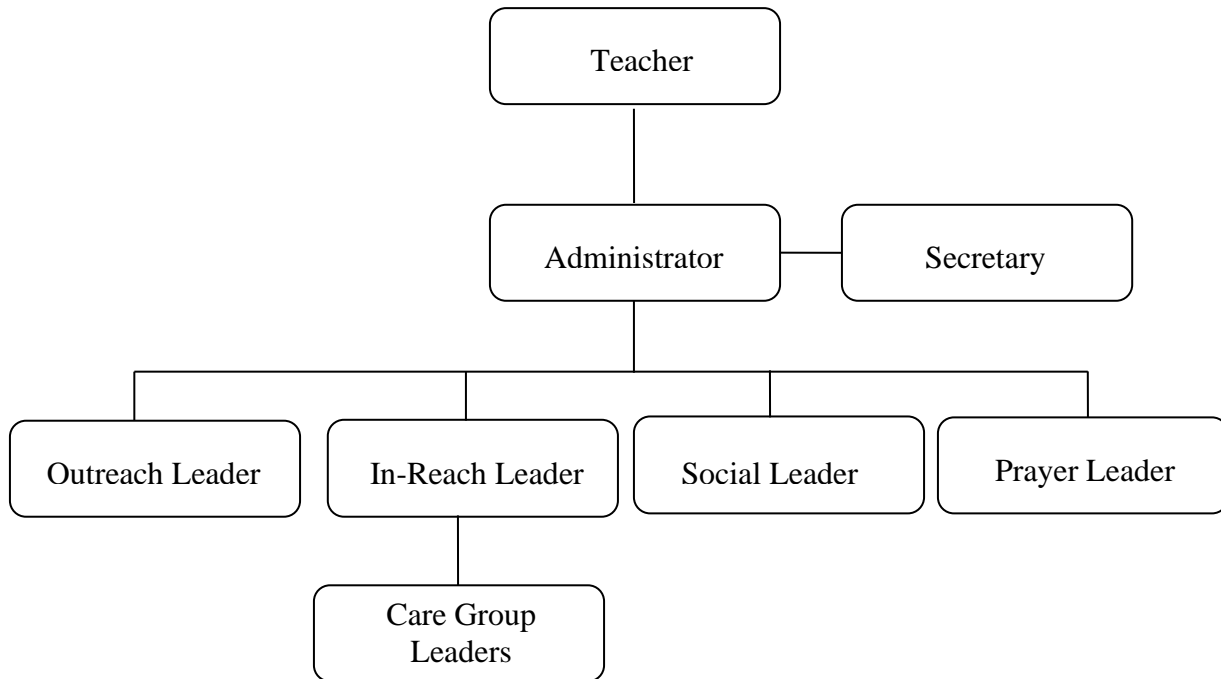 Teacher
Administrator
Secretary
Outreach Leader
In-Reach Leader
Social Leader
Prayer Leader
Care Group
Leaders